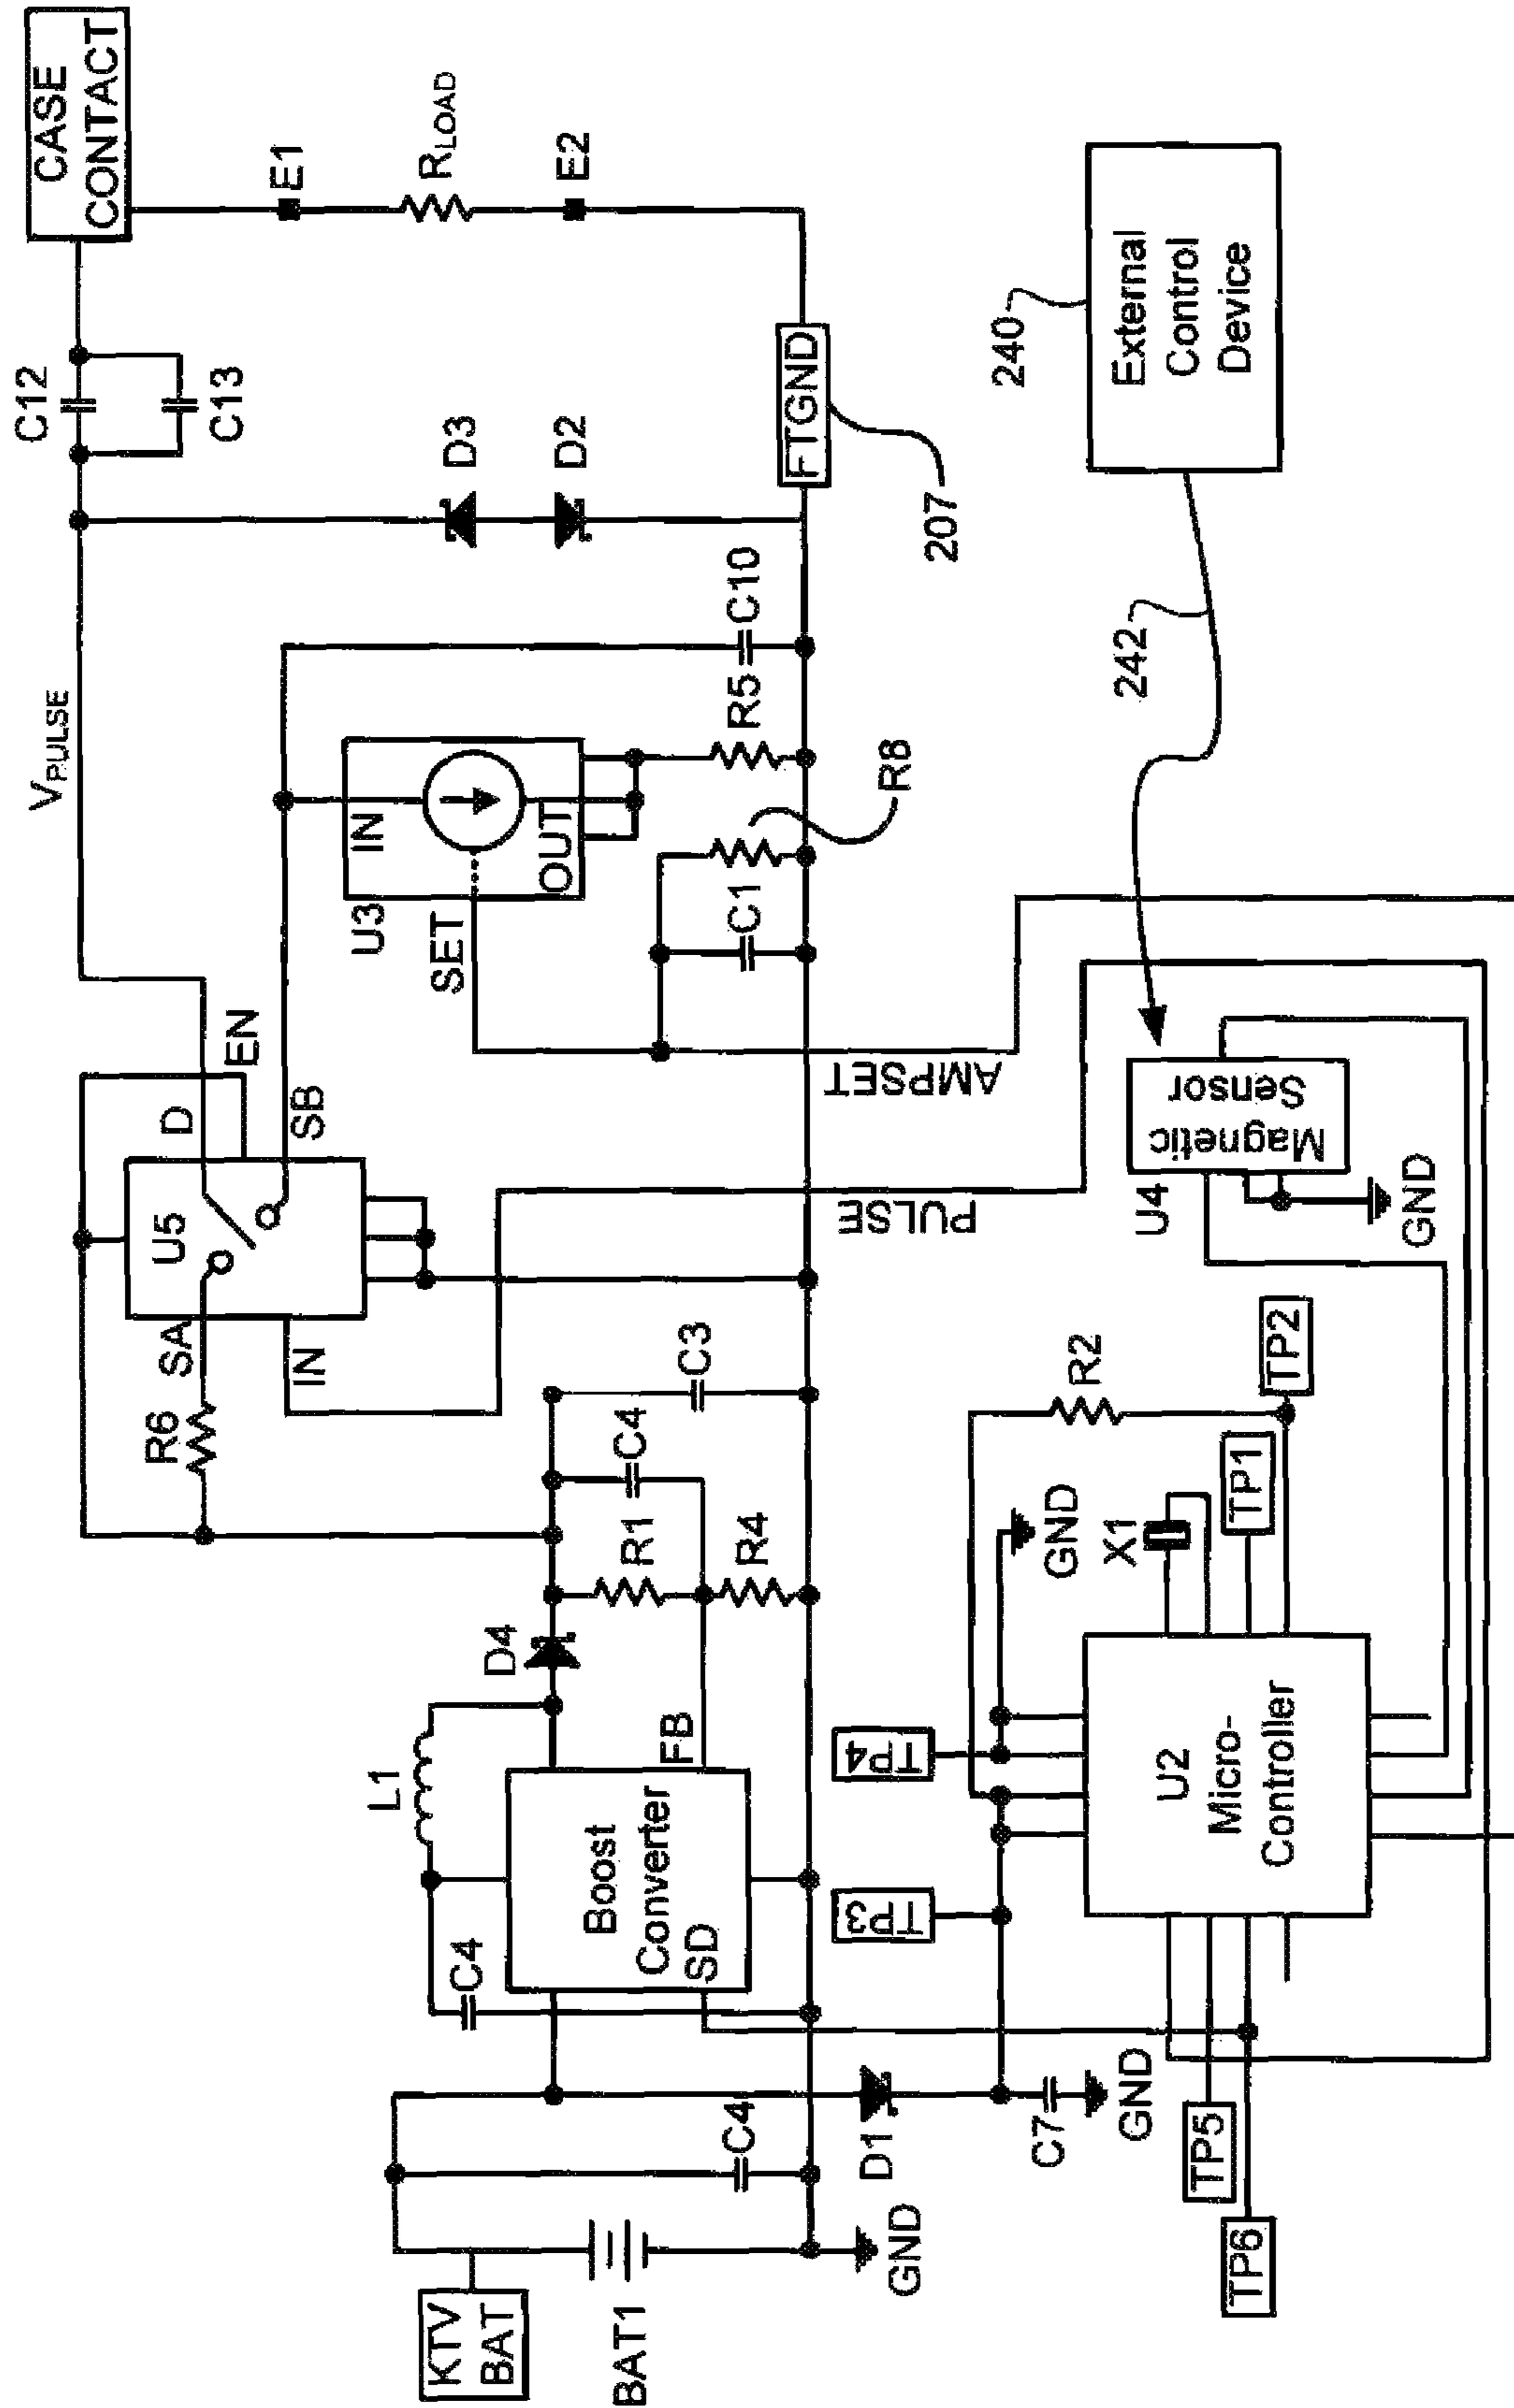 CASE
CONTACT
C12
C13
VPULSE
E1
RLOAD
E2
D3
D2
FTGND
207
C10
R5
R8
C1
IN
OUT
U3
SET
AMPSET
D
EN
SB
U5
SA
IN
R6
PULSE
C3
C4
R1
R4
D4
FB
L1
Boost
Converter
SD
C4
C4
KTV
BAT
BAT1
GND
D1
C7
GND
TP3
TP4
GND
X1
R2
TP2
TP1
U2
Micro-
Controller
TP5
TP6
U4
Magnetic
Sensor
GND
242
240
External
Control
Device